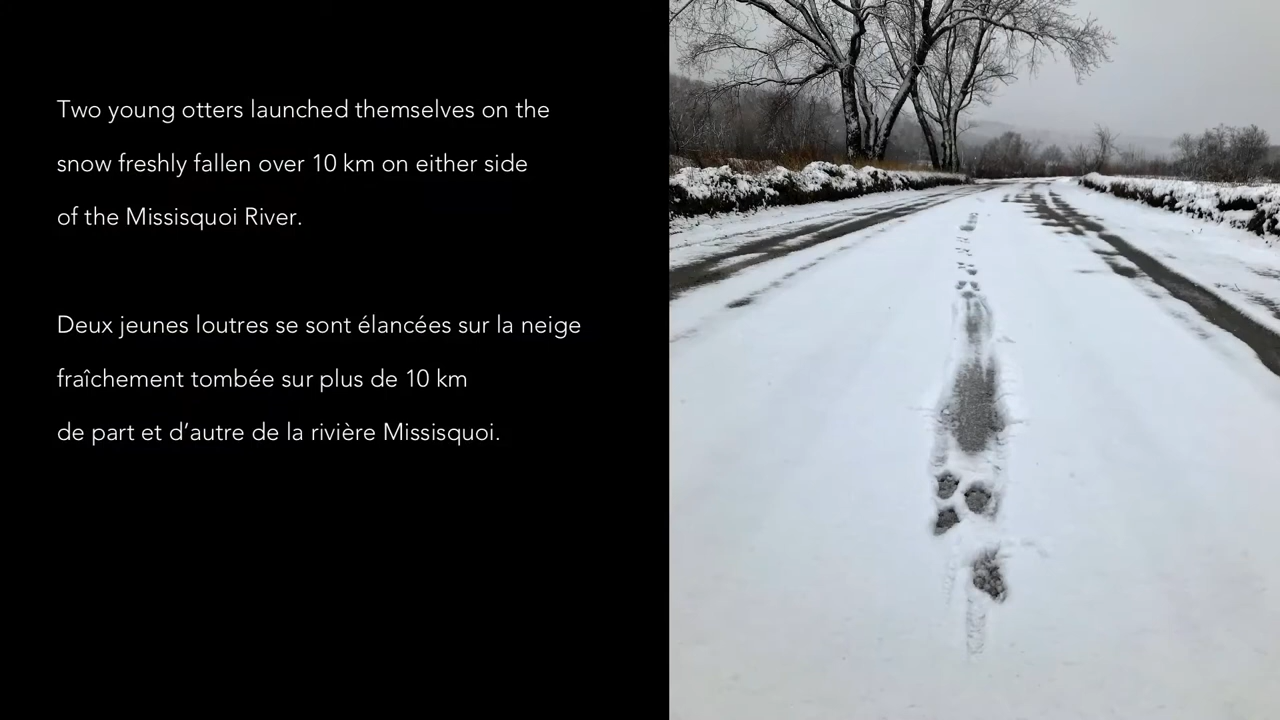 Two young otters launched themselves on the
snow freshly fallen over 10 km on either side
of the Missisquoi River.
Deux jeunes loutres se sont élancées sur la neige
fraîchement tombée sur plus de 10 km
de part et d’autre de la rivière Missisquoi.